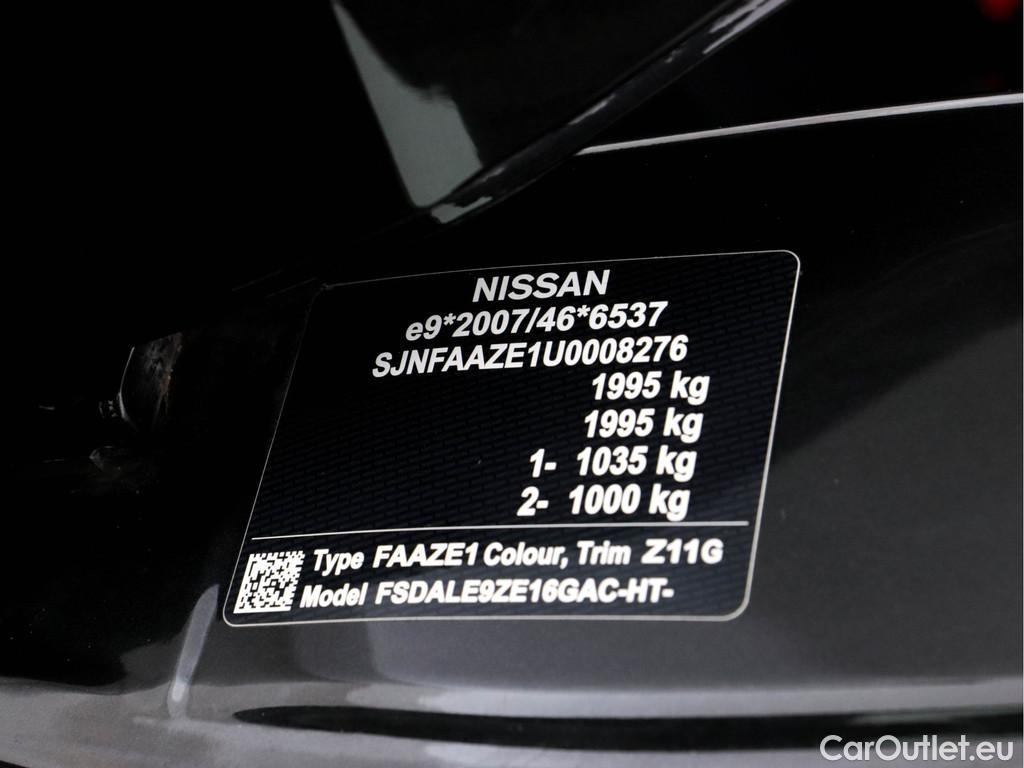 NISSAN
e9*2007/46*6537
SJNFAAZE1U0008276
1995 kg
1995 kg
1- 1035 kg
2- 1000 kg
Type FAAZE1 Colour, Trim Z11G
Model FSDALE9ZE16GAC-HT-
CarOutlet.eu